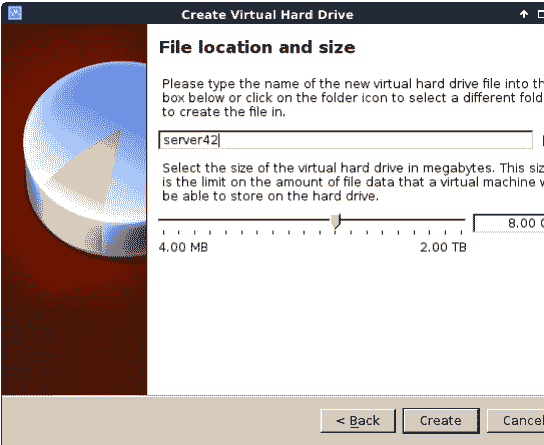 Create Virtual Hard Drive
File location and size
Please type the name of the new virtual hard drive file into th
box below or click on the folder icon to select a different fold
to create the file in.
server42
Select the size of the virtual hard drive in megabytes. This siz
is the limit on the amount of file data that a virtual machine w
be able to store on the hard drive.
8.00
4.00 MB 2.00 TB
< Back Create Cancel